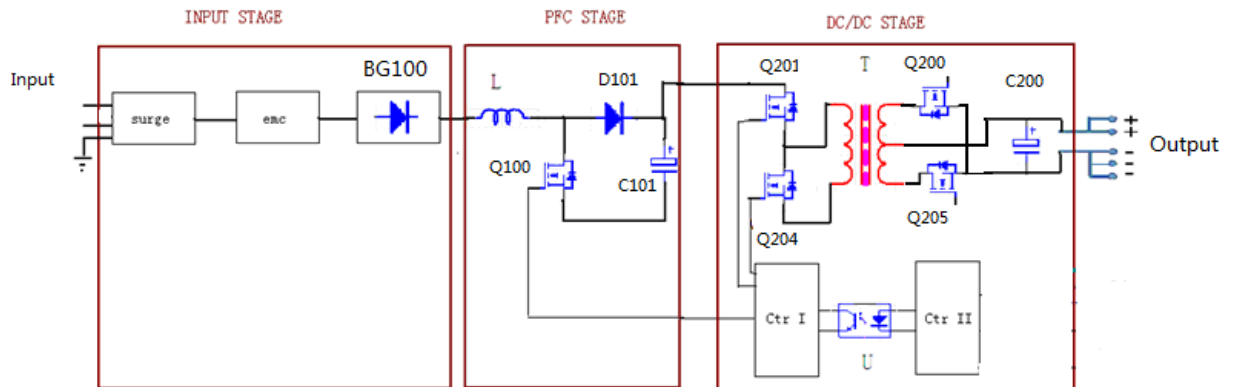 INPUT STAGE
PFC STAGE
DC/DC STAGE
Input
BG100
L
D101
Q201
T
Q200
C200
surge
emc
+
+
Output
-
-
-
Q100
C101
+
+
Q204
Q205
Ctr I
Ctr II
U